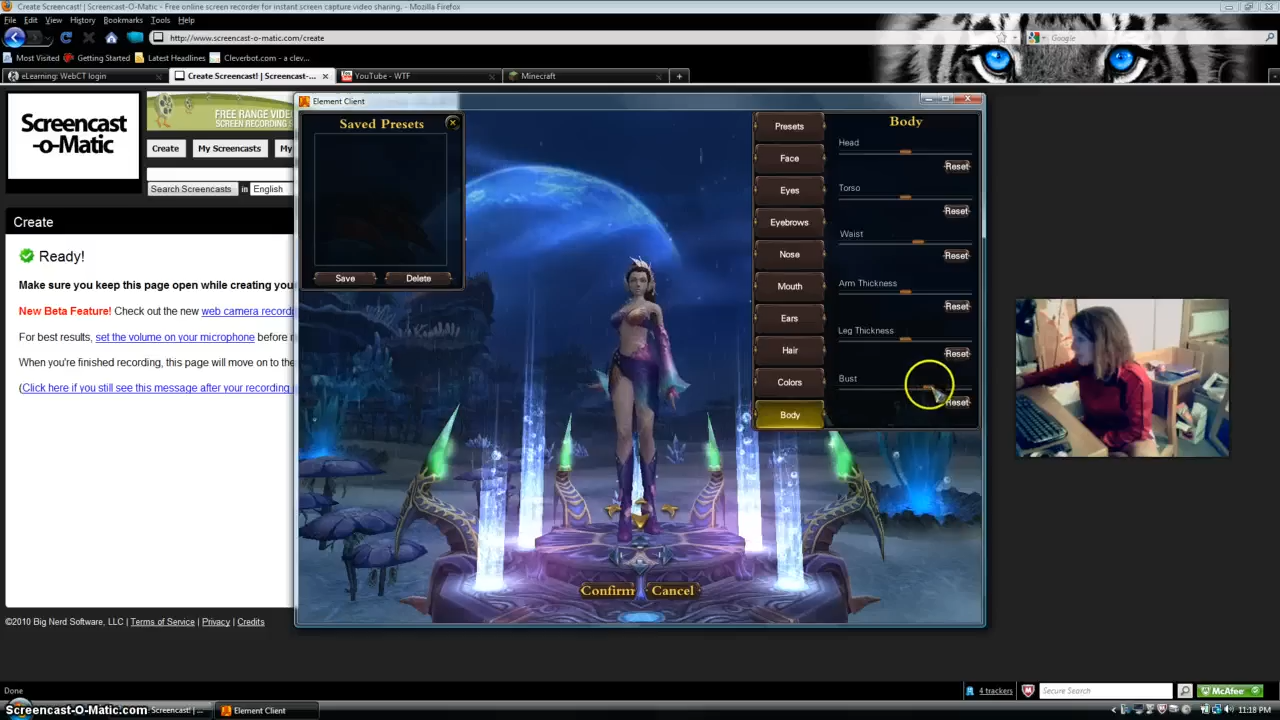 Create Screencast! | Screencast-O-Matic - Free online screen recorder for instant screen capture video sharing. - Mozilla Firefox
File Edit View History Bookmarks Tools Help
http://www.screencast-o-matic.com/create
Google
Most Visited Getting Started Latest Headlines Cleverbot.com - a clev...
eLearning: WebCT login
Create Screencast! | Screencast-...
YouTube - WTF
Minecraft
Screencast
-o-Matic
FREE RANGE VIDE
SCREEN RECORDING
Create My Screencasts My
Search Screencasts in English
Create
Ready!
Make sure you keep this page open while creating you
New Beta Feature! Check out the new web camera record
For best results, set the volume on your microphone before r
When you're finished recording, this page will move on to the
(Click here if you still see this message after your recording
©2010 Big Nerd Software, LLC | Terms of Service | Privacy | Credits
Element Client
Saved Presets
Save Delete
Presets
Face
Eyes
Eyebrows
Nose
Mouth
Ears
Hair
Colors
Body
Body
Head
Reset
Torso
Reset
Waist
Reset
Arm Thickness
Reset
Leg Thickness
Reset
Bust
Reset
Confirm Cancel
Done
4 trackers
Secure Search
McAfee
Screencast-O-Matic.com
Screencast! | ...
Element Client
11:18 PM